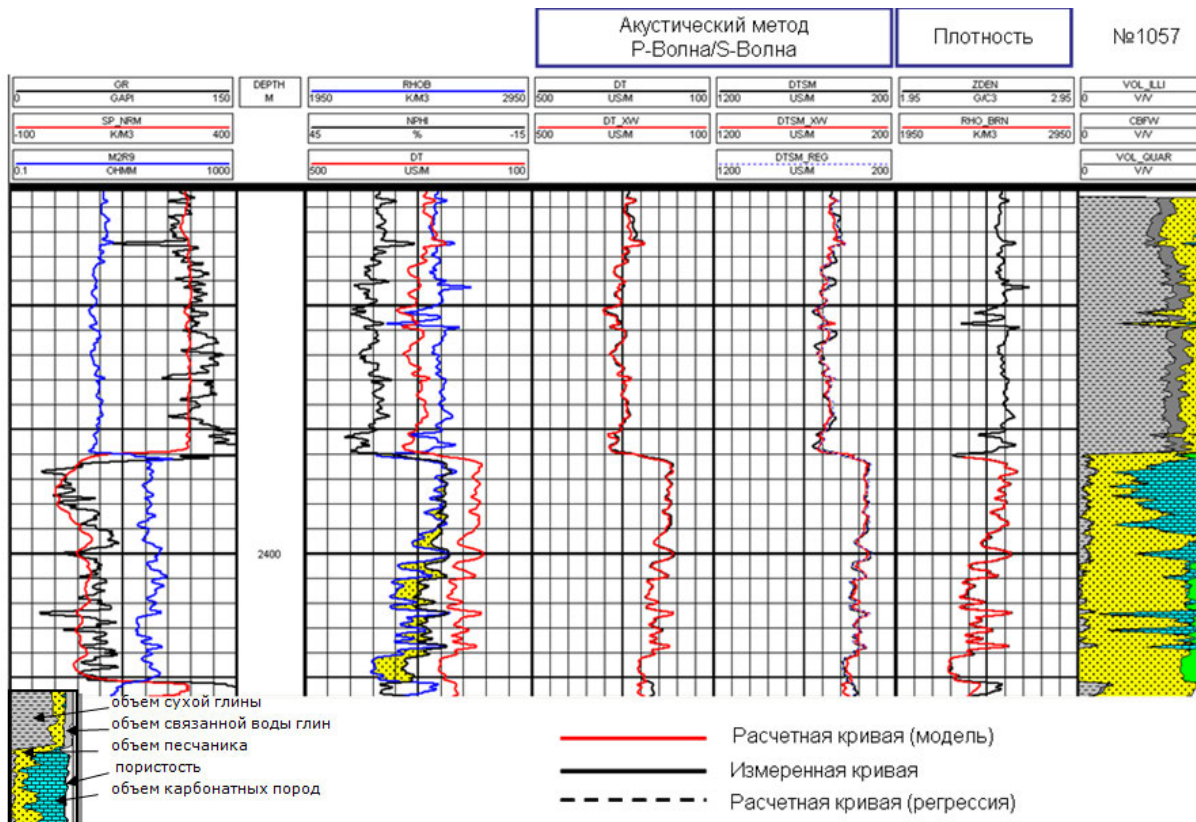 Акустический метод
P-Волна/S-Волна
Плотность
№1057
GR
0 GAPI 150
SP_NRM
-100 K/M3 400
M2R9
0.1 OHMM 1000
DEPTH
M
RHOB
1950 K/M3 2950
NPHI
45 % -15
DT
500 US/M 100
DT
500 US/M 100
DT_XW
500 US/M 100
DTSM
1200 US/M 200
DTSM_XW
1200 US/M 200
DTSM_REG
1200 US/M 200
ZDEN
1.95 G/C3 2.95
RHO_BRN
1950 K/M3 2950
VOL_ILLI
0 V/V
CBFW
0 V/V
VOL_QUAR
0 V/V
2400
объем сухой глины
объем связанной воды глин
объем песчаника
пористость
объем карбонатных пород
Расчетная кривая (модель)
Измеренная кривая
Расчетная кривая (регрессия)